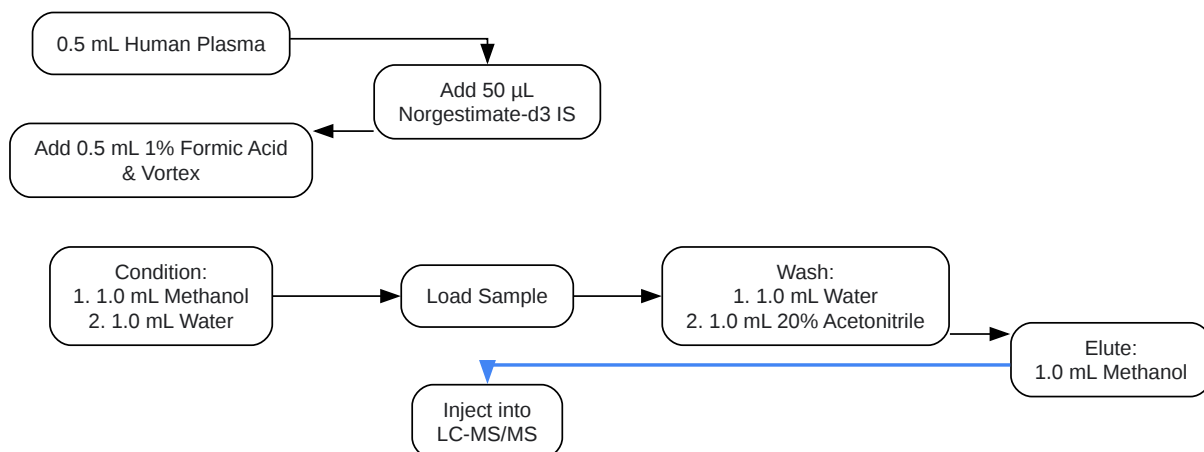 0.5 mL Human Plasma
Add 50 µL
Norgestimate-d3 IS
Add 0.5 mL 1% Formic Acid
& Vortex
Condition:
1. 1.0 mL Methanol
2. 1.0 mL Water
Load Sample
Wash:
1. 1.0 mL Water
2. 1.0 mL 20% Acetonitrile
Elute:
1.0 mL Methanol
Inject into
LC-MS/MS